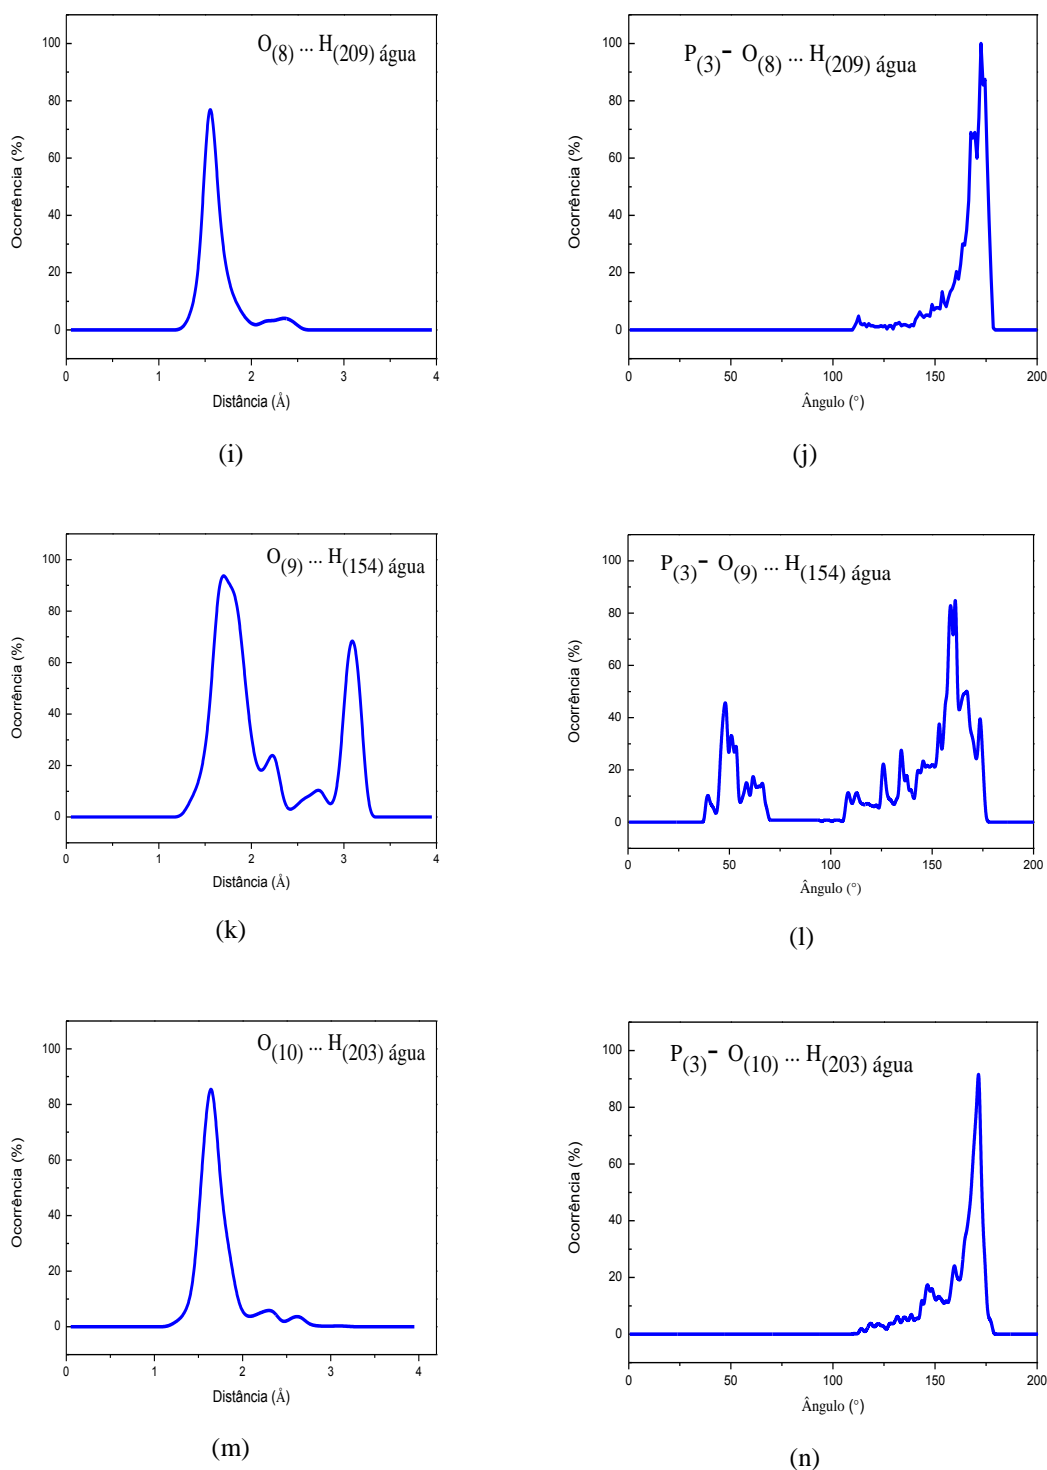 O(8) ... H(209) água
100
80
60
40
20
0
Ocorrência (%)
0 1 2 3 4
Distância (Å)
(i)
P(3)- O(8) ... H(209) água
100
80
60
40
20
0
Ocorrência (%)
0 50 100 150 200
Ângulo (°)
(j)
O(9) ... H(154) água
100
80
60
40
20
0
Ocorrência (%)
0 1 2 3 4
Distância (Å)
(k)
P(3)- O(9) ... H(154) água
100
80
60
40
20
0
Ocorrência (%)
0 50 100 150 200
Ângulo (°)
(l)
O(10) ... H(203) água
100
80
60
40
20
0
Ocorrência (%)
0 1 2 3 4
Distância (Å)
(m)
P(3)- O(10) ... H(203) água
100
80
60
40
20
0
Ocorrência (%)
0 50 100 150 200
Ângulo (°)
(n)